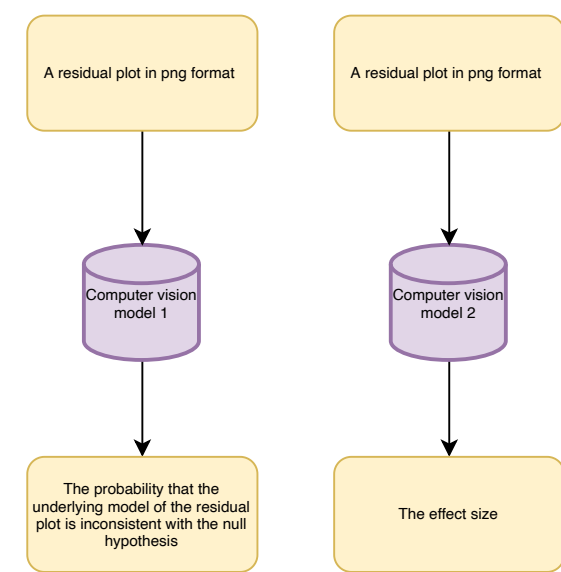 A residual plot in png format
A residual plot in png format
Computer vision
model 1
Computer vision
model 2
The probability that the
underlying model of the residual
plot is inconsistent with the null
hypothesis
The effect size